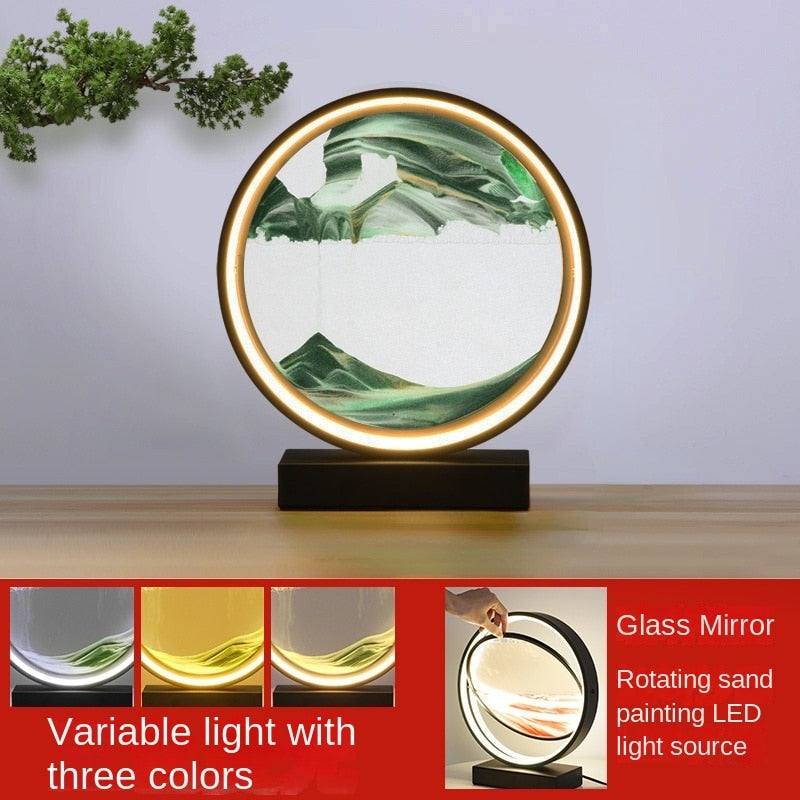 Variable light with
three colors
Glass Mirror
Rotating sand
painting LED
light source